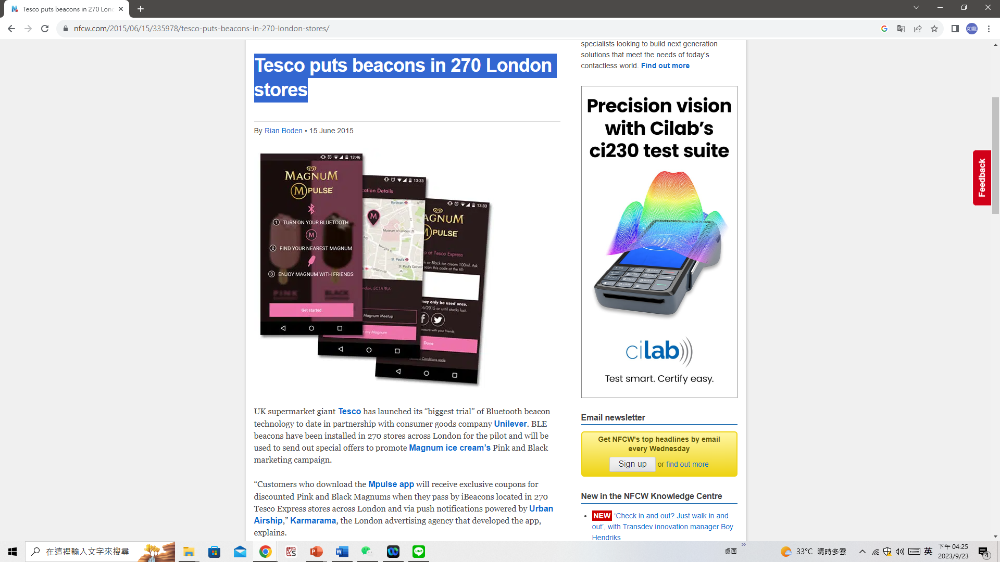 Tesco puts beacons in 270 Lon
nfcw.com/2015/06/15/335978/tesco-puts-beacons-in-270-london-stores/
如龍
Tesco puts beacons in 270 London
stores
By Rian Boden • 15 June 2015
13:46
MAGNUM
M PULSE
1 TURN ON YOUR BLUETOOTH
M
2 FIND YOUR NEAREST MAGNUM
3 ENJOY MAGNUM WITH FRIENDS
PINK BLACK
Get started
13:33
cation Details
Barbican
M
Museum of London
Newgate St
St. Paul's
St. Paul's Cathedr
Ludgate Hill
ndon, EC1A 9LA
Magnum Meetup
my Magnum
13:33
AGNUM
PULSE
p at Tesco Express
k or Black ice cream 100ml. Ask
scan this code at the till:
may only be used once.
06/2015 or until stocks last.
easure with your friends
Done
Conditions apply
UK supermarket giant Tesco has launched its “biggest trial” of Bluetooth beacon
technology to date in partnership with consumer goods company Unilever. BLE
beacons have been installed in 270 stores across London for the pilot and will be
used to send out special offers to promote Magnum ice cream’s Pink and Black
marketing campaign.
“Customers who download the Mpulse app will receive exclusive coupons for
discounted Pink and Black Magnums when they pass by iBeacons located in 270
Tesco Express stores across London and via push notifications powered by Urban
Airship,” Karmarama, the London advertising agency that developed the app,
explains.
specialists looking to build next generation
solutions that meet the needs of today's
contactless world. Find out more
Precision vision
with Cilab’s
ci230 test suite
cilab
Test smart. Certify easy.
Email newsletter
Get NFCW's top headlines by email
every Wednesday
Sign up or find out more
New in the NFCW Knowledge Centre
• NEW ‘Check in and out? Just walk in and
out’, with Transdev innovation manager Boy
Hendriks
Feedback
在這裡輸入文字來搜尋
桌面
33°C 晴時多雲
英
下午 04:25
2023/9/23
4